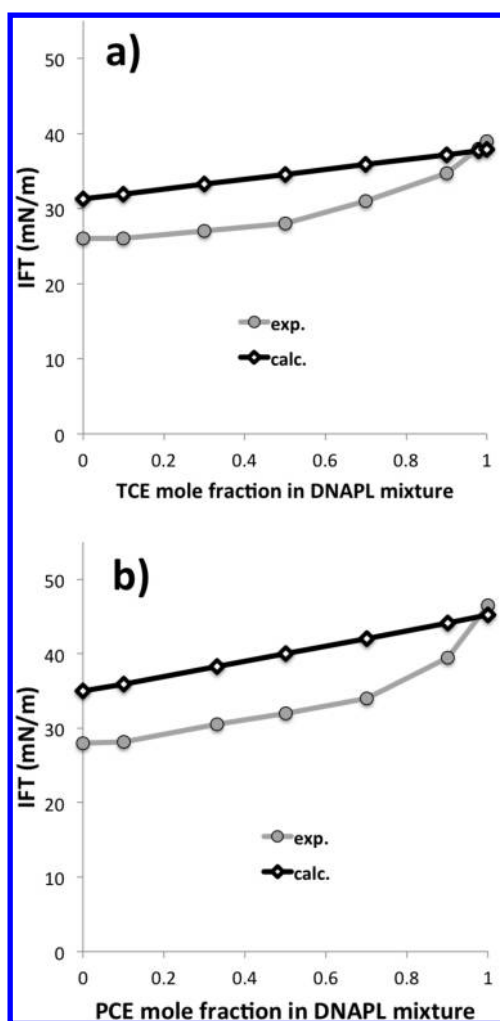 a)
50
40
30
20
10
0
IFT (mN/m)
exp.
calc.
0 0.2 0.4 0.6 0.8 1
TCE mole fraction in DNAPL mixture
b)
50
40
30
20
10
0
IFT (mN/m)
exp.
calc.
0 0.2 0.4 0.6 0.8 1
PCE mole fraction in DNAPL mixture